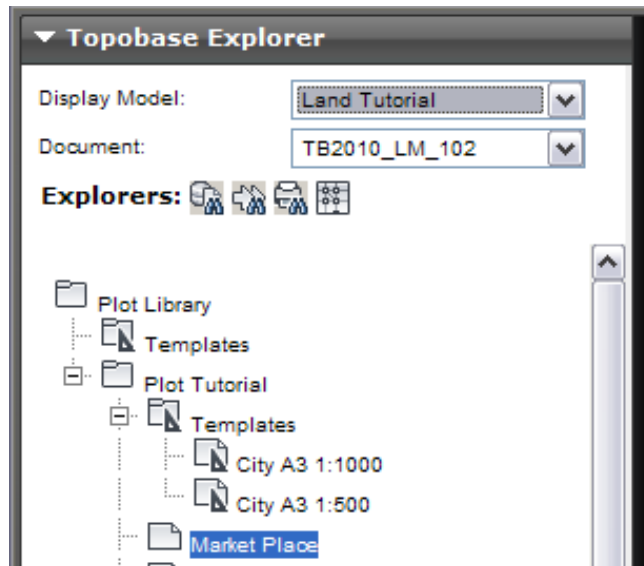 Topobase Explorer
Display Model: Land Tutorial
Document: TB2010_LM_102
Explorers:
Plot Library
Templates
Plot Tutorial
Templates
City A3 1:1000
City A3 1:500
Market Place